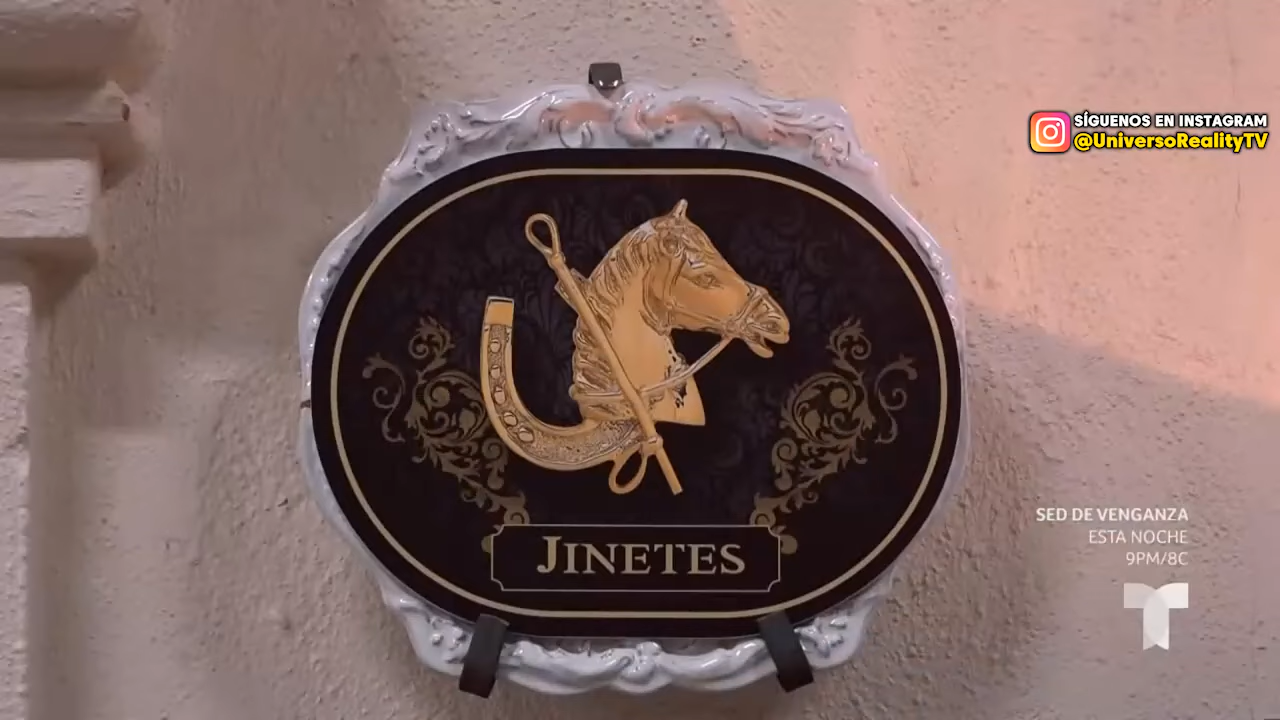 SÍGUENOS EN INSTAGRAM
@UniversoRealityTV
JINETES
SED DE VENGANZA
ESTA NOCHE
9PM/8C